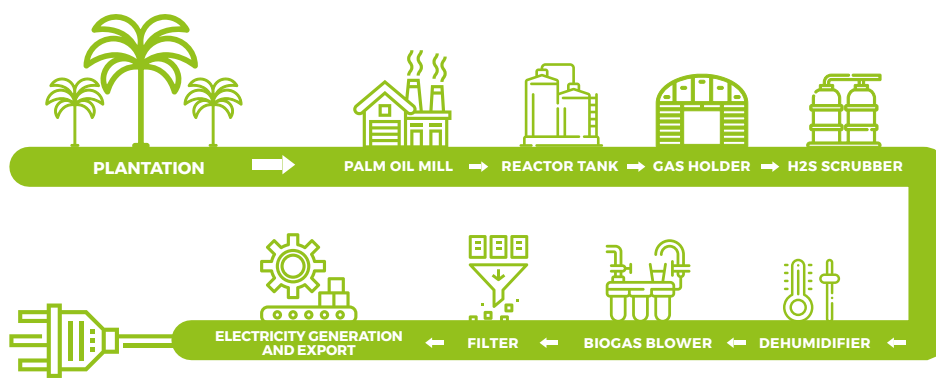 PLANTATION
PALM OIL MILL
REACTOR TANK
GAS HOLDER
H2S SCRUBBER
DEHUMIDIFIER
BIOGAS BLOWER
FILTER
ELECTRICITY GENERATION
AND EXPORT